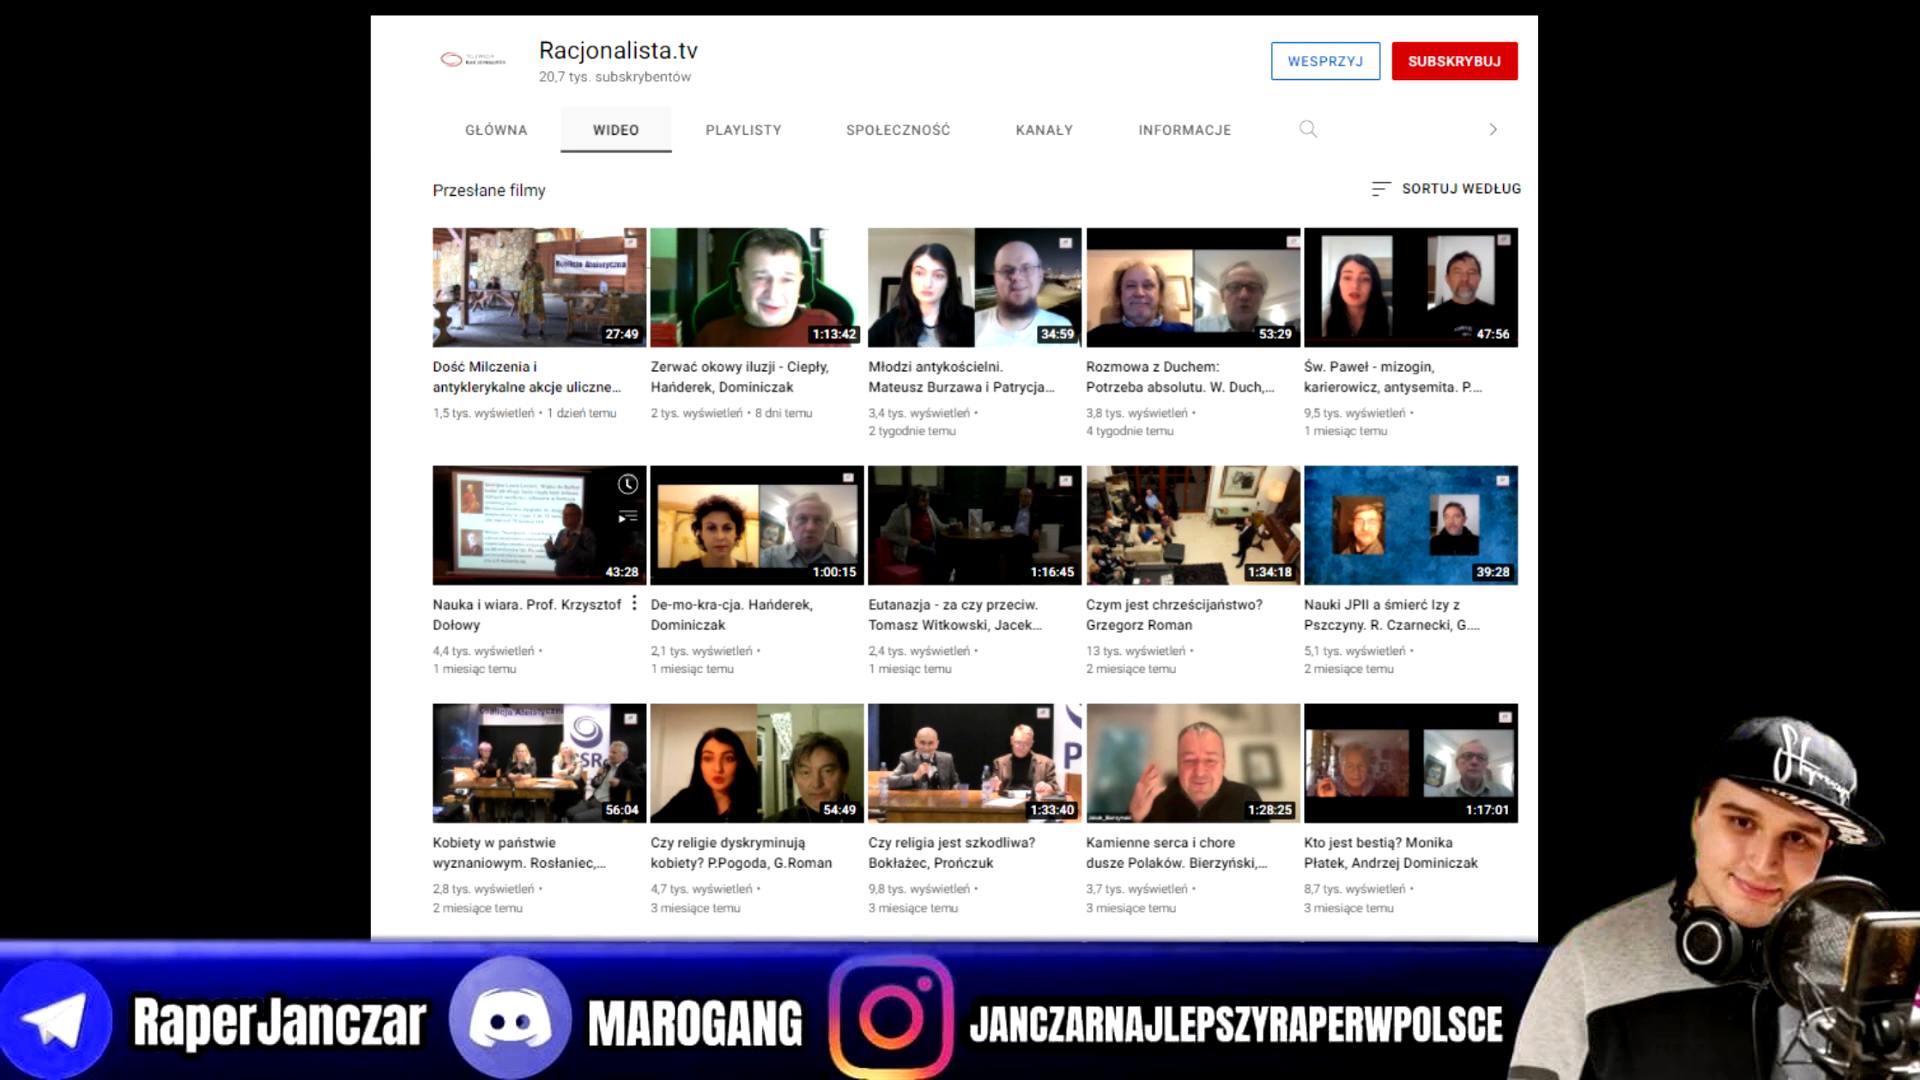 Racjonalista.tv
20,7 tys. subskrybentów
WESPRZYJ
SUBSKRYBUJ
GŁÓWNA
WIDEO
PLAYLISTY
SPOŁECZNOŚĆ
KANAŁY
INFORMACJE
Przesłane filmy
SORTUJ WEDŁUG
27:49
1:13:42
34:59
53:29
47:56
Dość Milczenia i
antyklerykalne akcje uliczne...
1,5 tys. wyświetleń • 1 dzień temu
Zerwać okowy iluzji - Ciepły,
Hańderek, Dominiczak
2 tys. wyświetleń • 8 dni temu
Młodzi antykościelni.
Mateusz Burzawa i Patrycja...
3,4 tys. wyświetleń •
2 tygodnie temu
Rozmowa z Duchem:
Potrzeba absolutu. W. Duch,...
3,8 tys. wyświetleń •
4 tygodnie temu
Św. Paweł - mizogin,
karierowicz, antysemita. P....
9,5 tys. wyświetleń •
1 miesiąc temu
43:28
1:00:15
1:16:45
1:34:18
39:28
Nauka i wiara. Prof. Krzysztof
Dołowy
4,4 tys. wyświetleń •
1 miesiąc temu
De-mo-kra-cja. Hańderek,
Dominiczak
2,1 tys. wyświetleń •
1 miesiąc temu
Eutanazja - za czy przeciw.
Tomasz Witkowski, Jacek...
2,4 tys. wyświetleń •
1 miesiąc temu
Czym jest chrześcijaństwo?
Grzegorz Roman
13 tys. wyświetleń •
2 miesiące temu
Nauki JPII a śmierć Izy z
Pszczyny. R. Czarnecki, G....
5,1 tys. wyświetleń •
2 miesiące temu
56:04
54:49
1:33:40
1:28:25
1:17:01
Kobiety w państwie
wyznaniowym. Rosłaniec,...
2,8 tys. wyświetleń •
2 miesiące temu
Czy religie dyskryminują
kobiety? P.Pogoda, G.Roman
4,7 tys. wyświetleń •
3 miesiące temu
Czy religia jest szkodliwa?
Bokłażec, Prończuk
9,8 tys. wyświetleń •
3 miesiące temu
Kamienne serca i chore
dusze Polaków. Bierzyński,...
3,7 tys. wyświetleń •
3 miesiące temu
Kto jest bestią? Monika
Płatek, Andrzej Dominiczak
8,7 tys. wyświetleń •
3 miesiące temu
RaperJanczar
MAROGANG
JANCZARNAJLEPSZYRAPERWPOLSCE